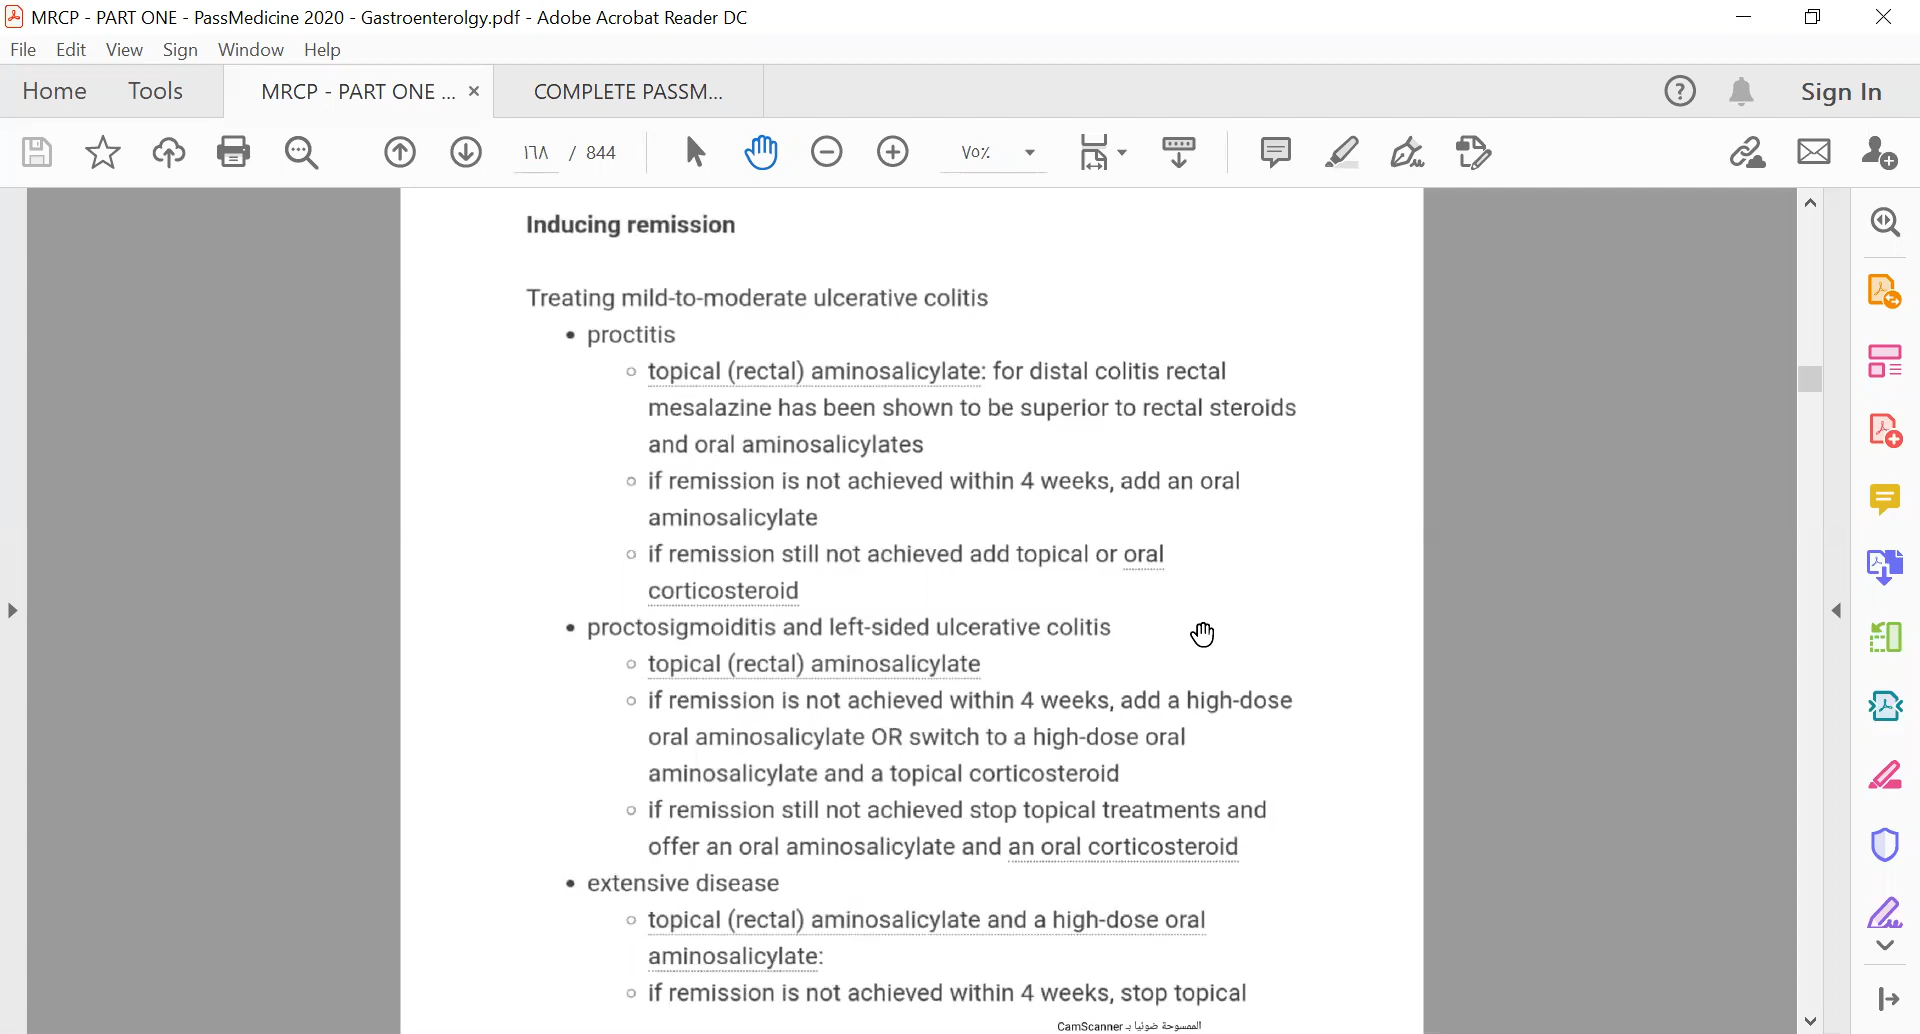 MRCP - PART ONE - PassMedicine 2020 - Gastroenterolgy.pdf - Adobe Acrobat Reader DC
File Edit View Sign Window Help
Home Tools MRCP - PART ONE ... × COMPLETE PASSM... Sign In
١٦٨ / 844 ٧٥٪
Inducing remission
Treating mild-to-moderate ulcerative colitis
• proctitis
○ topical (rectal) aminosalicylate: for distal colitis rectal
mesalazine has been shown to be superior to rectal steroids
and oral aminosalicylates
○ if remission is not achieved within 4 weeks, add an oral
aminosalicylate
○ if remission still not achieved add topical or oral
corticosteroid
• proctosigmoiditis and left-sided ulcerative colitis
○ topical (rectal) aminosalicylate
○ if remission is not achieved within 4 weeks, add a high-dose
oral aminosalicylate OR switch to a high-dose oral
aminosalicylate and a topical corticosteroid
○ if remission still not achieved stop topical treatments and
offer an oral aminosalicylate and an oral corticosteroid
• extensive disease
○ topical (rectal) aminosalicylate and a high-dose oral
aminosalicylate:
○ if remission is not achieved within 4 weeks, stop topical
الممسوحة ضوئيا بـ CamScanner